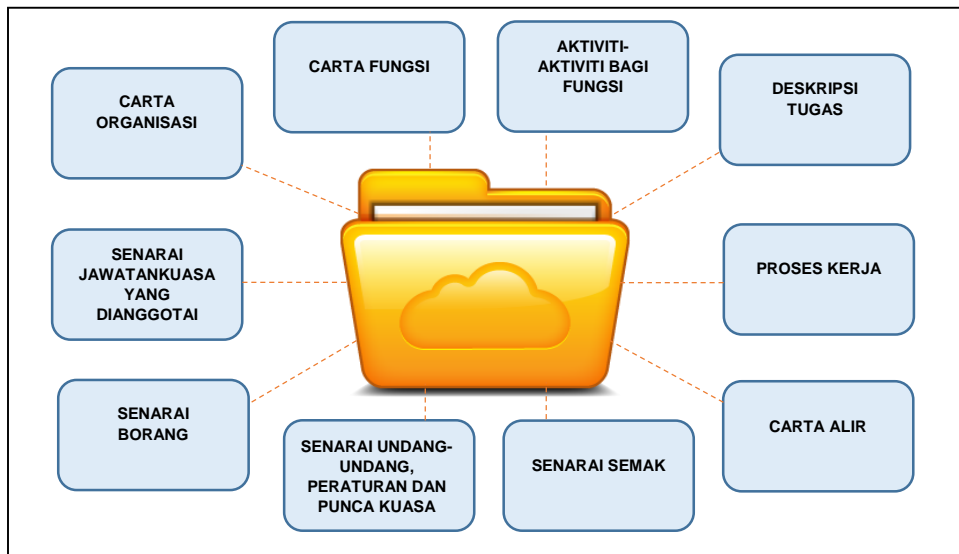 CARTA
ORGANISASI
CARTA FUNGSI
AKTIVITI-
AKTIVITI BAGI
FUNGSI
DESKRIPSI
TUGAS
PROSES KERJA
CARTA ALIR
SENARAI SEMAK
SENARAI UNDANG-
UNDANG,
PERATURAN DAN
PUNCA KUASA
SENARAI
BORANG
SENARAI
JAWATANKUASA
YANG
DIANGGOTAI